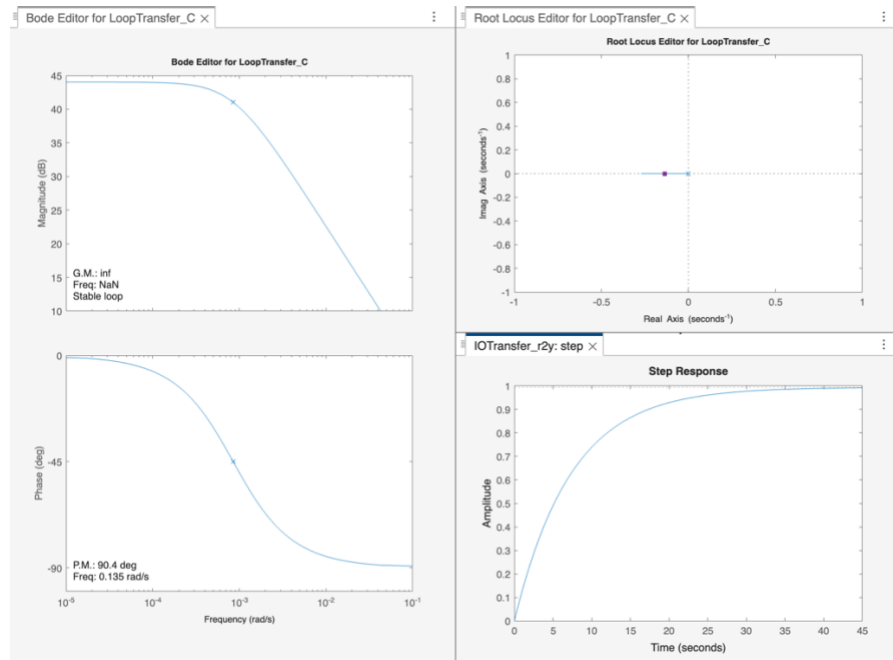 Bode Editor for LoopTransfer_C ×
Bode Editor for LoopTransfer_C
45
40
35
30
25
20
15
10
Magnitude (dB)
G.M.: inf
Freq: NaN
Stable loop
0
-45
-90
Phase (deg)
P.M.: 90.4 deg
Freq: 0.135 rad/s
10^-5 10^-4 10^-3 10^-2 10^-1
Frequency (rad/s)
Root Locus Editor for LoopTransfer_C ×
Root Locus Editor for LoopTransfer_C
1
0.8
0.6
0.4
0.2
0
-0.2
-0.4
-0.6
-0.8
-1
Imag Axis (seconds^-1)
-1 -0.5 0 0.5 1
Real Axis (seconds^-1)
IOTransfer_r2y: step ×
Step Response
1
0.9
0.8
0.7
0.6
0.5
0.4
0.3
0.2
0.1
0
Amplitude
0 5 10 15 20 25 30 35 40 45
Time (seconds)